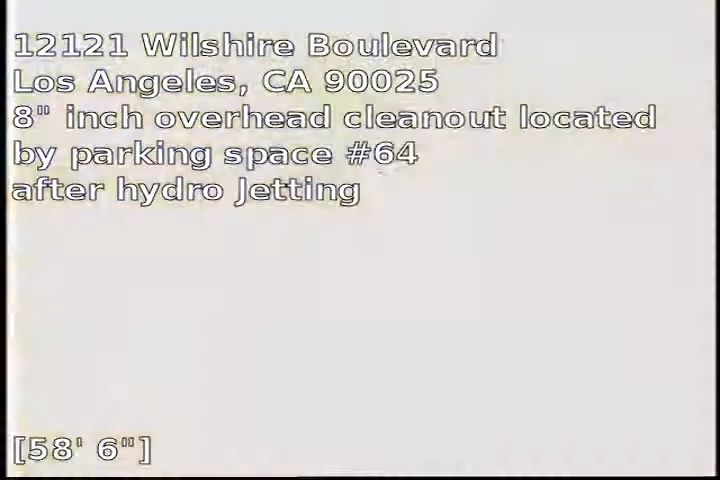 12121 Wilshire Boulevard
Los Angeles, CA 90025
8" inch overhead cleanout located
by parking space #64
after hydro Jetting
[58' 6"]